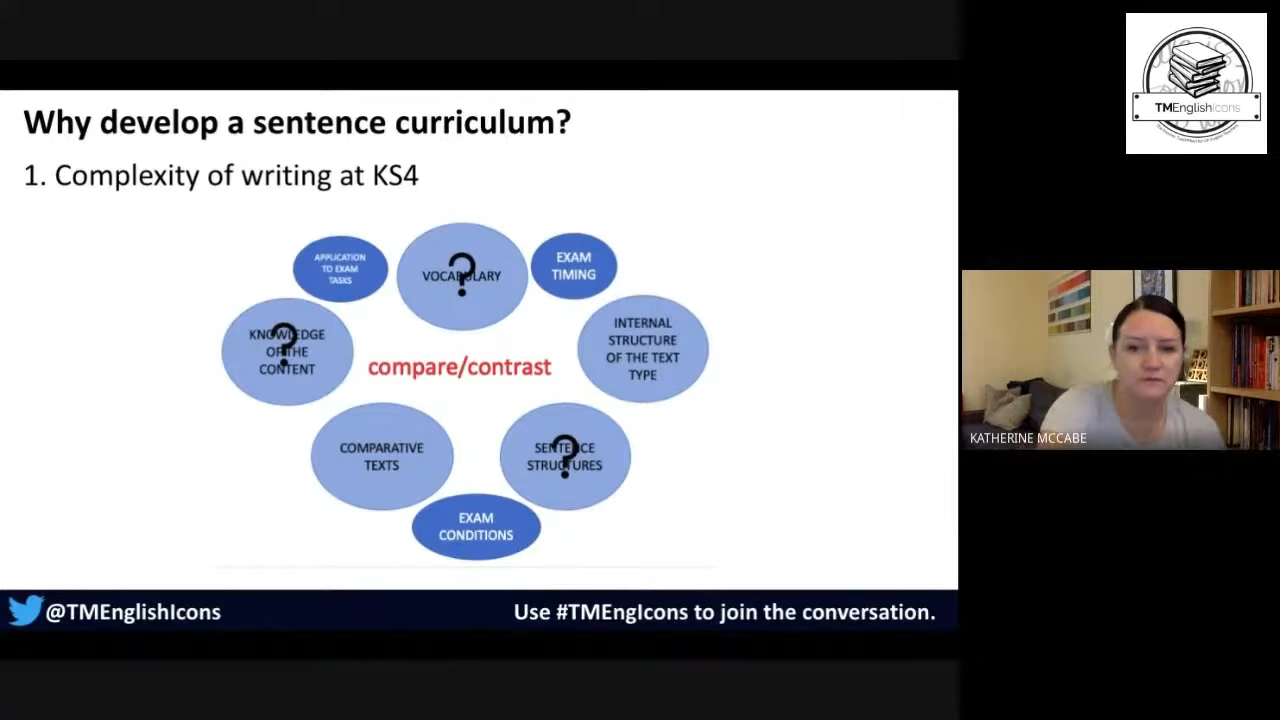 Why develop a sentence curriculum?
1. Complexity of writing at KS4
APPLICATION
TO EXAM
TASKS
?
VOCABULARY
EXAM
TIMING
?
KNOWLEDGE
OF THE
CONTENT
compare/contrast
INTERNAL
STRUCTURE
OF THE TEXT
TYPE
COMPARATIVE
TEXTS
?
SENTENCE
STRUCTURES
EXAM
CONDITIONS
@TMEnglishIcons
Use #TMEngIcons to join the conversation.
TMEnglishIcons
KATHERINE MCCABE